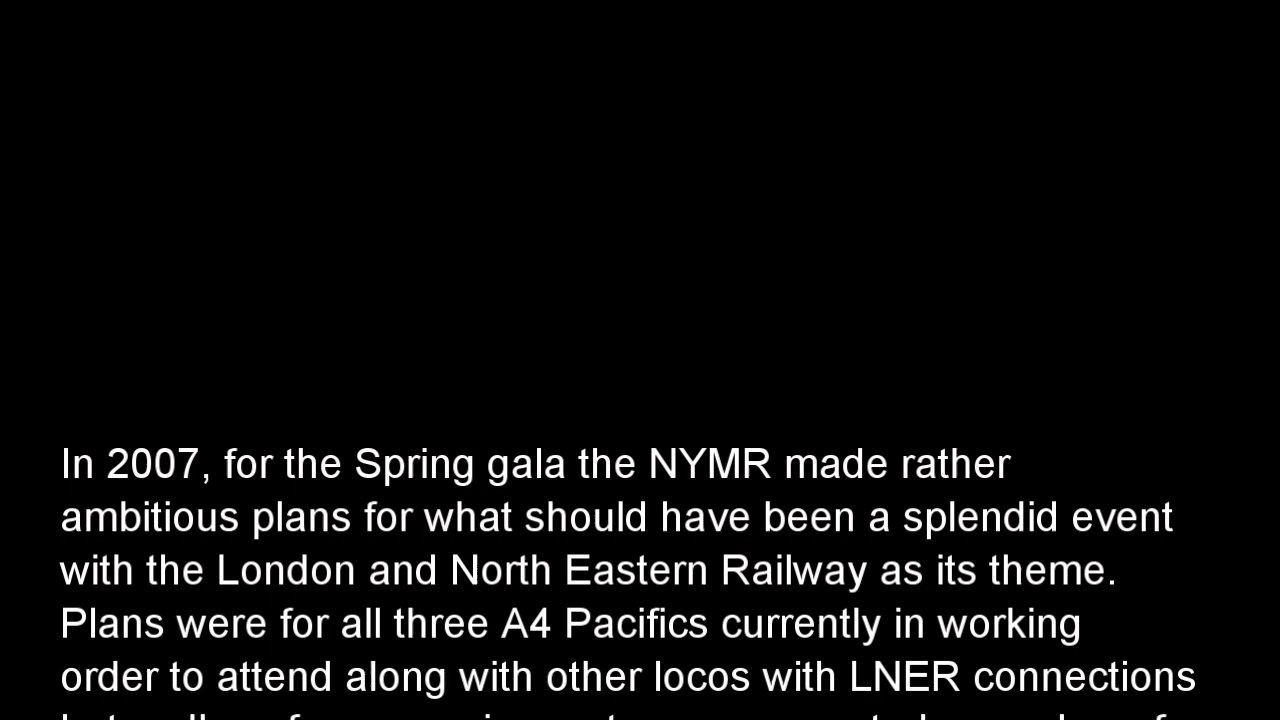 In 2007, for the Spring gala the NYMR made rather
ambitious plans for what should have been a splendid event
with the London and North Eastern Railway as its theme.
Plans were for all three A4 Pacifics currently in working
order to attend along with other locos with LNER connections